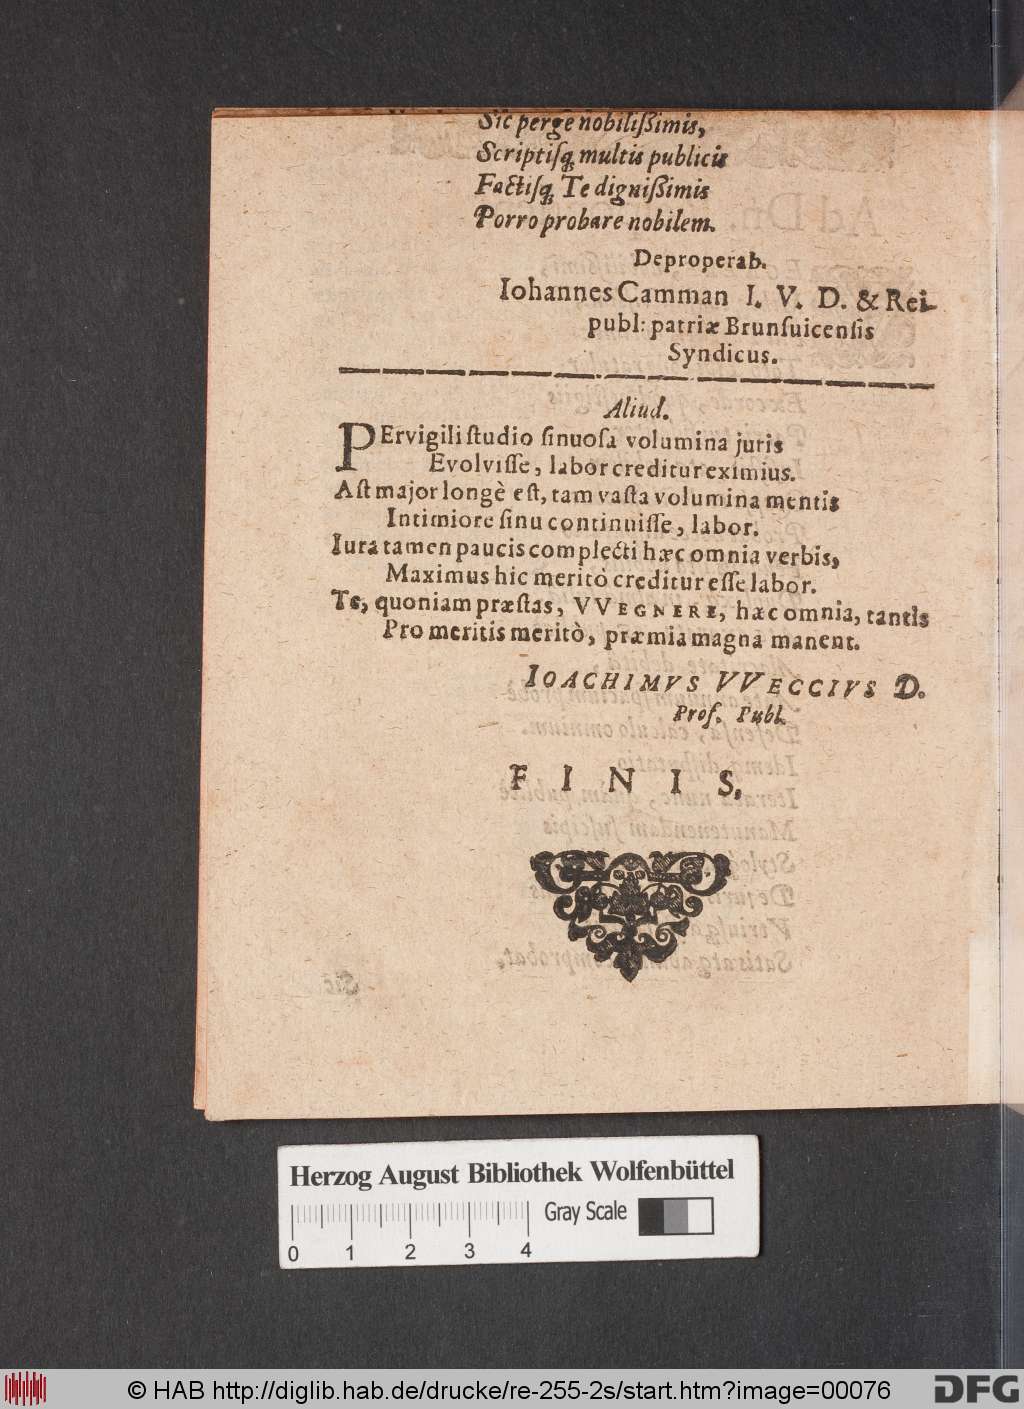 Sic perge nobilißimis,
Scriptisq́; multis publicis
Factisq́; Te dignißimis
Porro probare nobilem.
Deproperab.
Iohannes Camman I. V. D. & Rei-
publ: patriæ Brunſuicenſis
Syndicus.
Aliud.
PErvigili ſtudio ſinuoſa volumina juris
Evolviſſe, labor creditur eximius.
Aſt major longè eſt, tam vaſta volumina mentis
Intimiore ſinu continuiſſe, labor.
Iura tamen paucis complecti hæc omnia verbis,
Maximus hic meritò creditur eſſe labor.
Te, quoniam præſtas, VVEGNERE, hæc omnia, tantis
Pro meritis meritò, præmia magna manent.
IOACHIMVS VVECCIVS D.
Prof. Publ.
F I N I S,
Herzog August Bibliothek Wolfenbüttel
Gray Scale
0 1 2 3 4
© HAB http://diglib.hab.de/drucke/re-255-2s/start.htm?image=00076
DFG